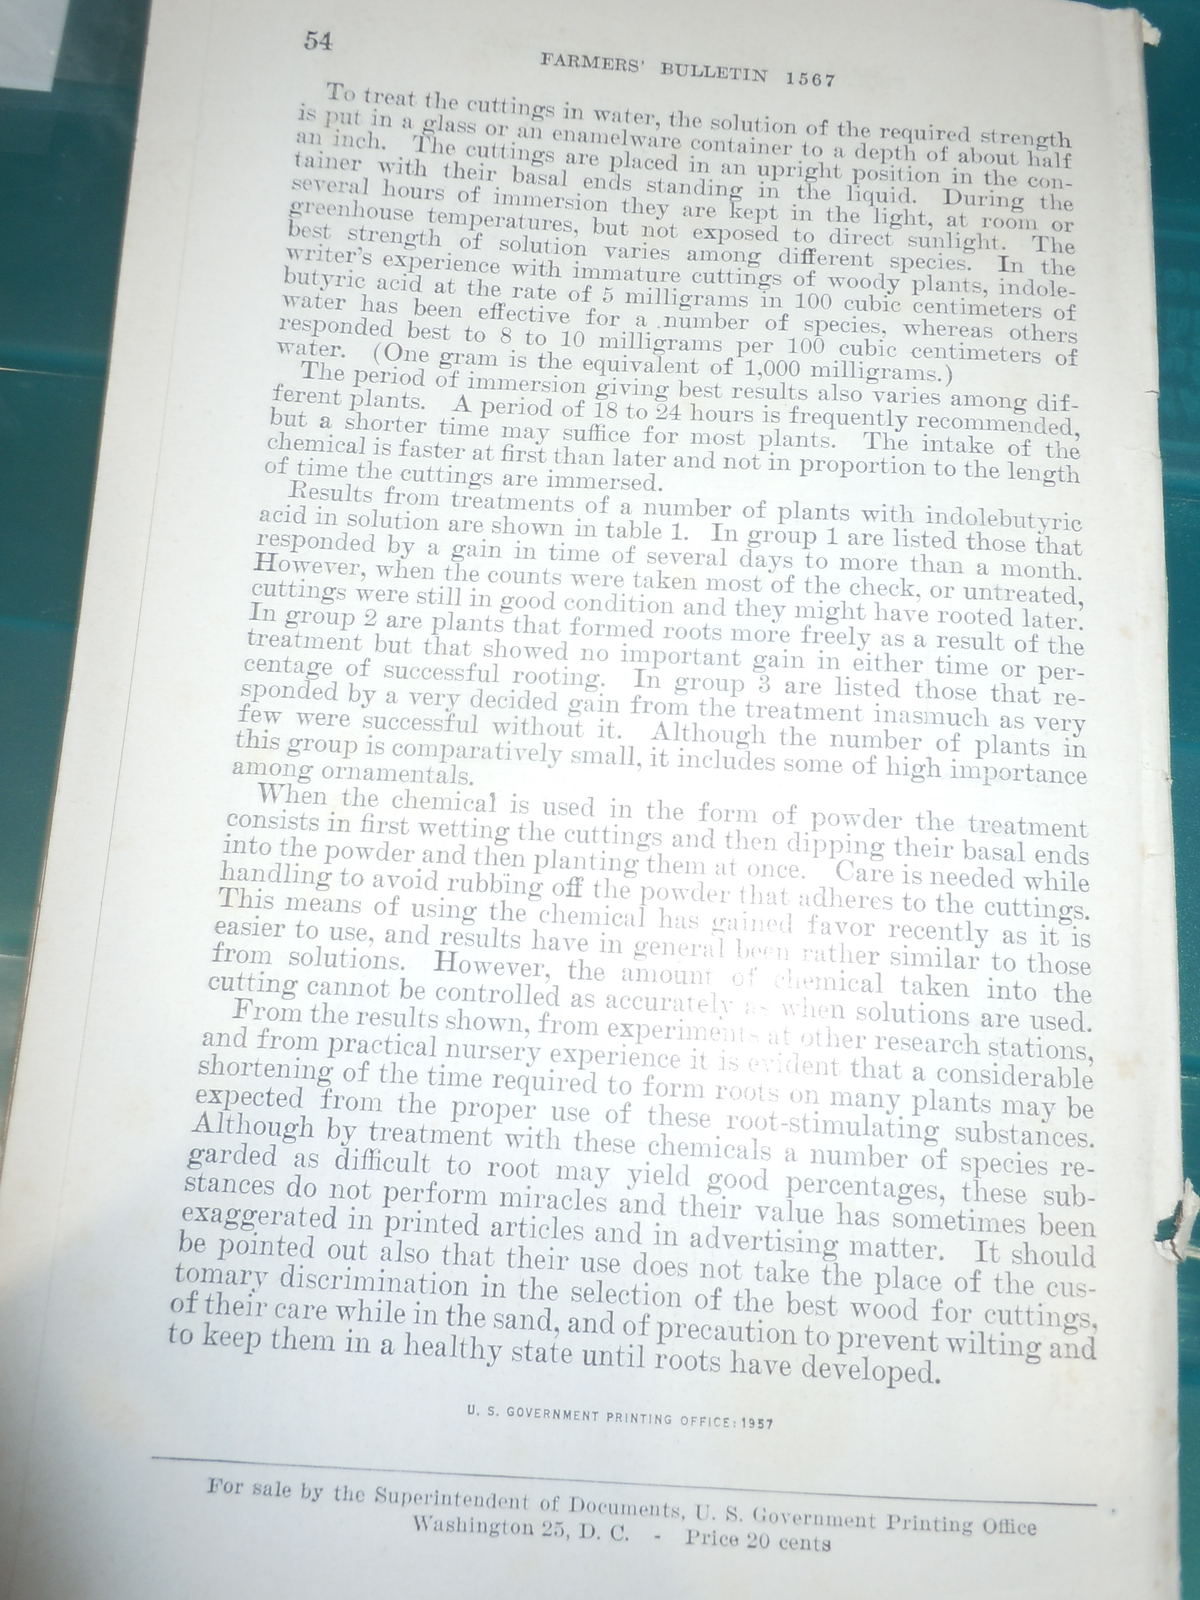 54
FARMERS' BULLETIN 1567
To treat the cuttings in water, the solution of the required strength
is put in a glass or an enamelware container to a depth of about half
an inch. The cuttings are placed in an upright position in the con-
tainer with their basal ends standing in the liquid. During the
several hours of immersion they are kept in the light, at room or
greenhouse temperatures, but not exposed to direct sunlight. The
best strength of solution varies among different species. In the
writer's experience with immature cuttings of woody plants, indole-
butyric acid at the rate of 5 milligrams in 100 cubic centimeters of
water has been effective for a number of species, whereas others
responded best to 8 to 10 milligrams per 100 cubic centimeters of
water. (One gram is the equivalent of 1,000 milligrams.)
The period of immersion giving best results also varies among dif-
ferent plants. A period of 18 to 24 hours is frequently recommended,
but a shorter time may suffice for most plants. The intake of the
chemical is faster at first than later and not in proportion to the length
of time the cuttings are immersed.
Results from treatments of a number of plants with indolebutyric
acid in solution are shown in table 1. In group 1 are listed those that
responded by a gain in time of several days to more than a month.
However, when the counts were taken most of the check, or untreated,
cuttings were still in good condition and they might have rooted later.
In group 2 are plants that formed roots more freely as a result of the
treatment but that showed no important gain in either time or per-
centage of successful rooting. In group 3 are listed those that re-
sponded by a very decided gain from the treatment inasmuch as very
few were successful without it. Although the number of plants in
this group is comparatively small, it includes some of high importance
among ornamentals.
When the chemical is used in the form of powder the treatment
consists in first wetting the cuttings and then dipping their basal ends
into the powder and then planting them at once. Care is needed while
handling to avoid rubbing off the powder that adheres to the cuttings.
This means of using the chemical has gained favor recently as it is
easier to use, and results have in general been rather similar to those
from solutions. However, the amount of chemical taken into the
cutting cannot be controlled as accurately as when solutions are used.
From the results shown, from experiments at other research stations,
and from practical nursery experience it is evident that a considerable
shortening of the time required to form roots on many plants may be
expected from the proper use of these root-stimulating substances.
Although by treatment with these chemicals a number of species re-
garded as difficult to root may yield good percentages, these sub-
stances do not perform miracles and their value has sometimes been
exaggerated in printed articles and in advertising matter. It should
be pointed out also that their use does not take the place of the cus-
tomary discrimination in the selection of the best wood for cuttings,
of their care while in the sand, and of precaution to prevent wilting and
to keep them in a healthy state until roots have developed.
U. S. GOVERNMENT PRINTING OFFICE: 1957
For sale by the Superintendent of Documents, U. S. Government Printing Office
Washington 25, D. C. - Price 20 cents